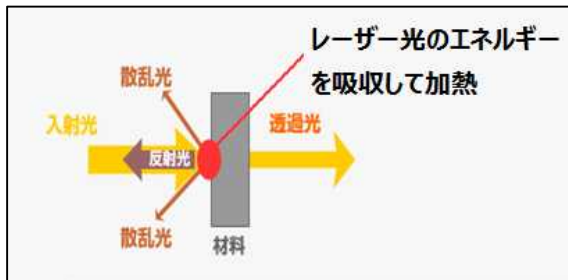 レーザー光のエネルギー
を吸収して加熱
散乱光
入射光
透過光
反射光
散乱光
材料